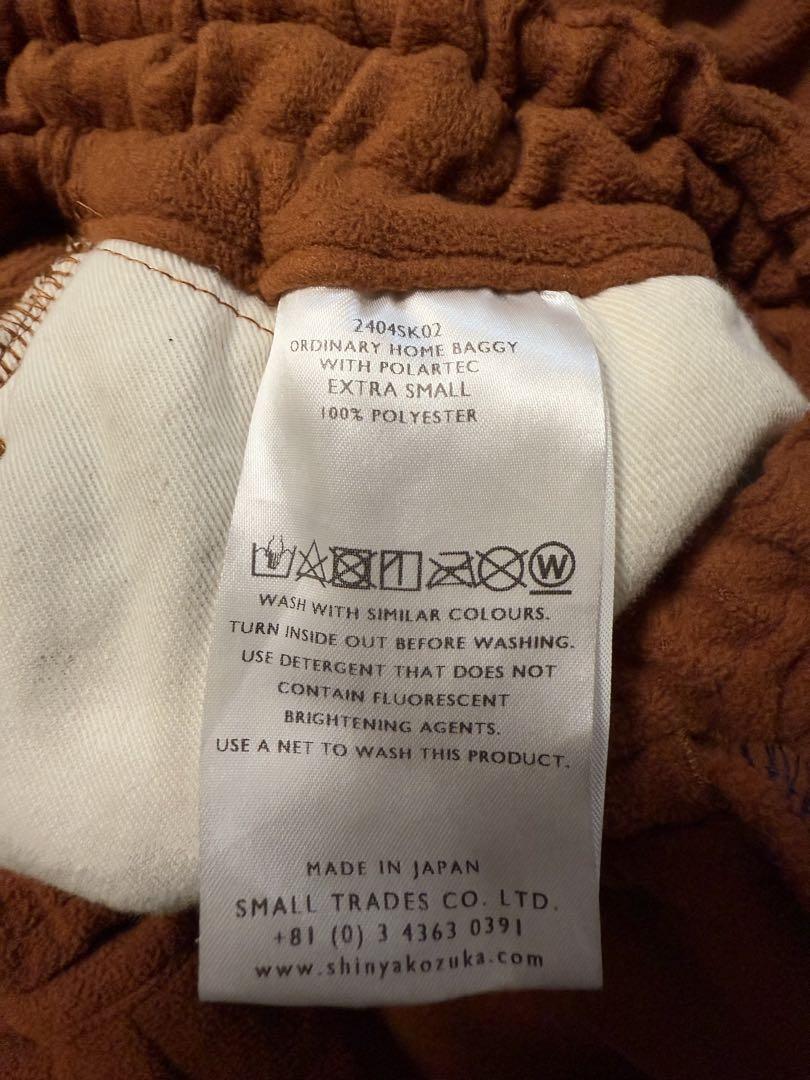 2404SK02
ORDINARY HOME BAGGY
WITH POLARTEC
EXTRA SMALL
100% POLYESTER
W
WASH WITH SIMILAR COLOURS.
TURN INSIDE OUT BEFORE WASHING.
USE DETERGENT THAT DOES NOT
CONTAIN FLUORESCENT
BRIGHTENING AGENTS.
USE A NET TO WASH THIS PRODUCT.
MADE IN JAPAN
SMALL TRADES CO. LTD.
+81 (0) 3 4363 0391
www.shinyakozuka.com